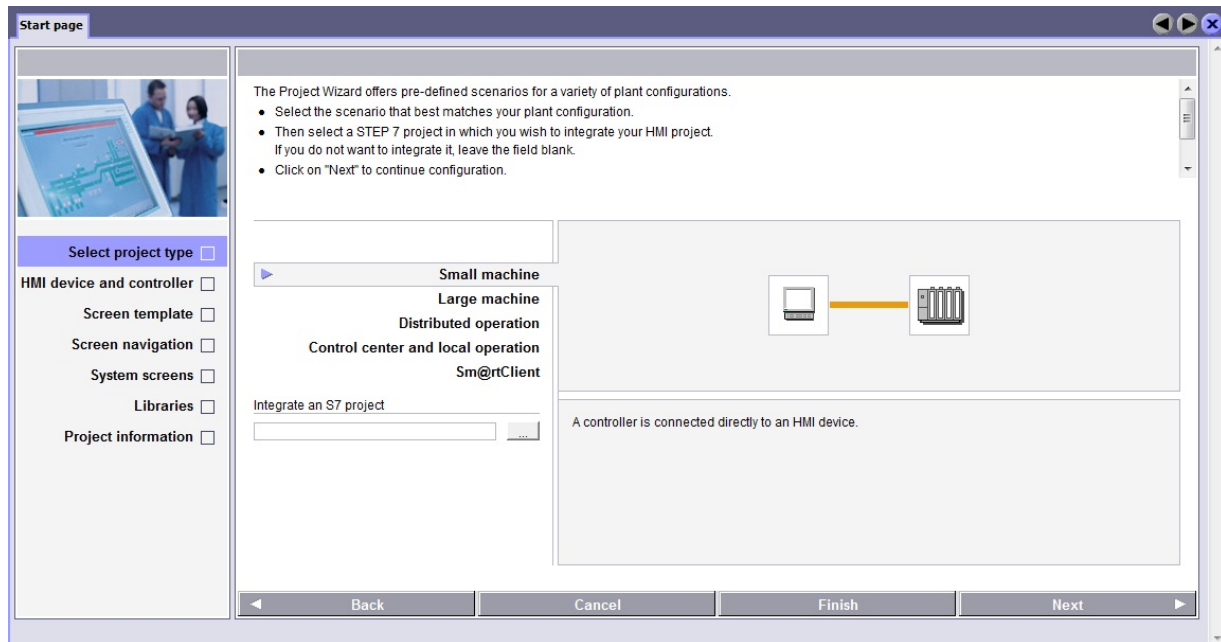 Start page
The Project Wizard offers pre-defined scenarios for a variety of plant configurations.
Select the scenario that best matches your plant configuration.
Then select a STEP 7 project in which you wish to integrate your HMI project.
If you do not want to integrate it, leave the field blank.
Click on "Next" to continue configuration.
Select project type
HMI device and controller
Screen template
Screen navigation
System screens
Libraries
Project information
Small machine
Large machine
Distributed operation
Control center and local operation
Sm@rtClient
Integrate an S7 project
...
A controller is connected directly to an HMI device.
Back
Cancel
Finish
Next